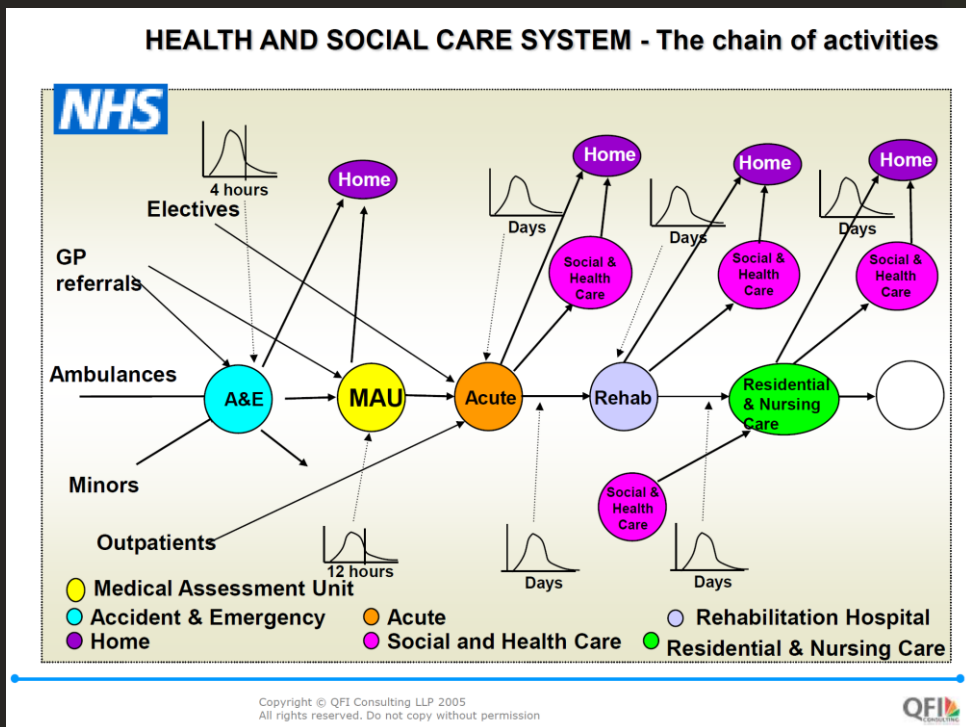 HEALTH AND SOCIAL CARE SYSTEM - The chain of activities
NHS
4 hours
Home
Home
Home
Home
Electives
Days
Days
Days
GP
referrals
Social &
Health
Care
Social &
Health
Care
Social &
Health
Care
Ambulances
A&E
MAU
Acute
Rehab
Residential
& Nursing
Care
Minors
Social &
Health
Care
Outpatients
12 hours
Days
Days
Medical Assessment Unit
Accident & Emergency
Acute
Rehabilitation Hospital
Home
Social and Health Care
Residential & Nursing Care
Copyright © QFI Consulting LLP 2005
All rights reserved. Do not copy without permission
QFI
CONSULTING